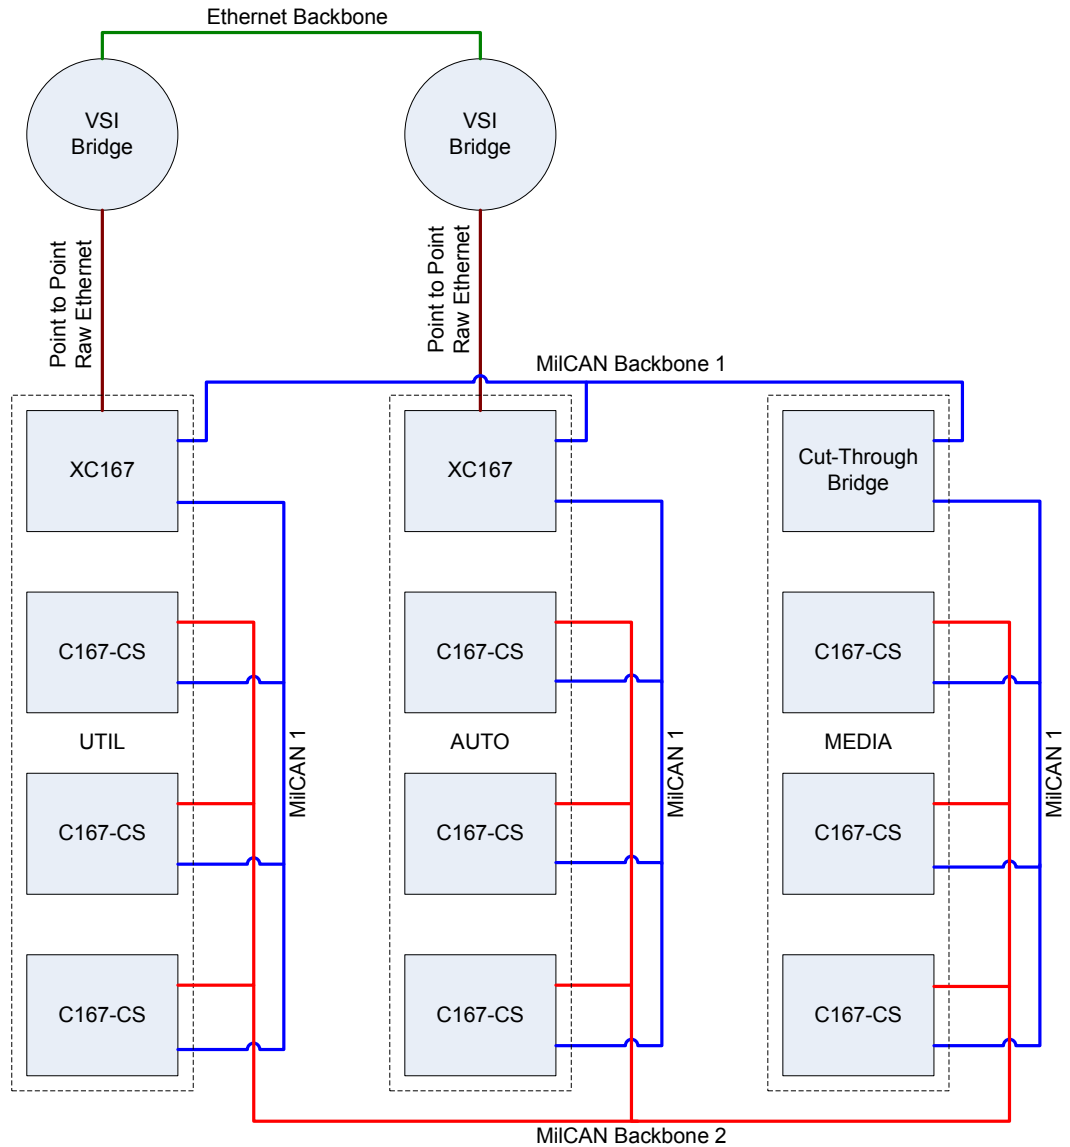 Ethernet Backbone
VSI
Bridge
VSI
Bridge
Point to Point
Raw Ethernet
Point to Point
Raw Ethernet
MilCAN Backbone 1
XC167
XC167
Cut-Through
Bridge
C167-CS
C167-CS
C167-CS
UTIL
MilCAN 1
AUTO
MilCAN 1
MEDIA
MilCAN 1
C167-CS
C167-CS
C167-CS
C167-CS
C167-CS
C167-CS
MilCAN Backbone 2